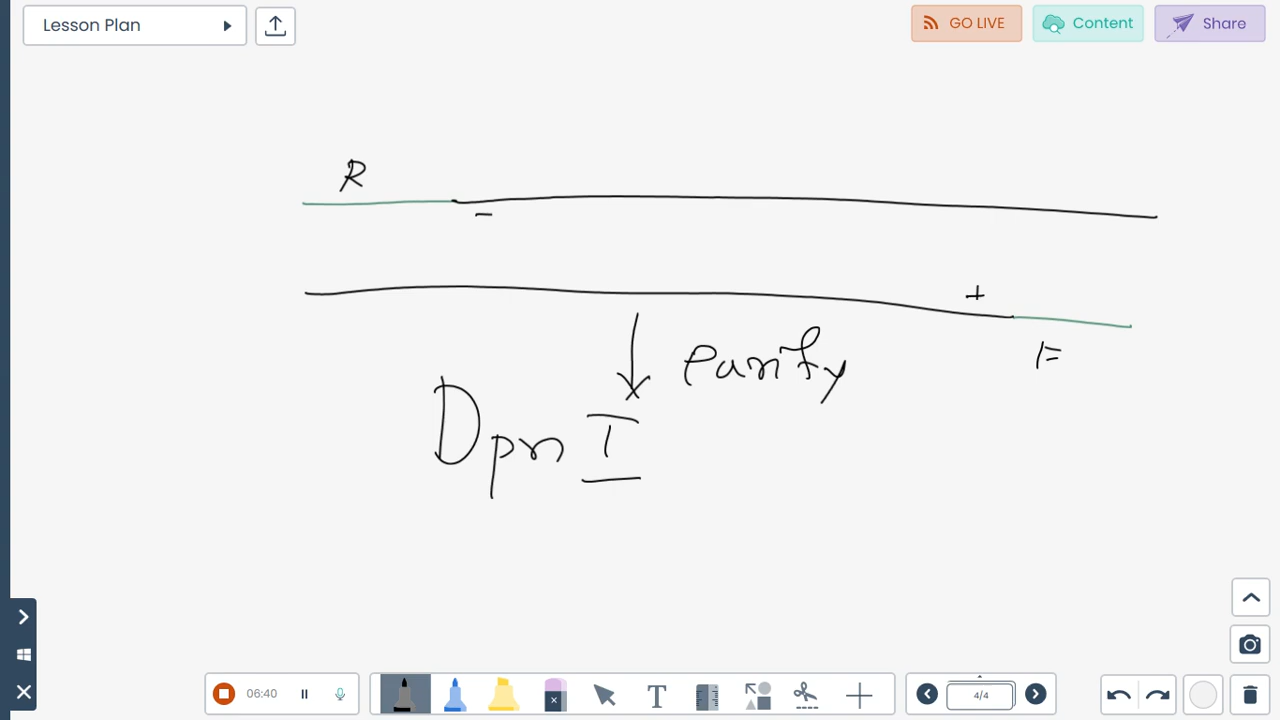 Lesson Plan
GO LIVE
Content
Share
R
-
+
F
Purify
Dpn I
06:40
T
4/4